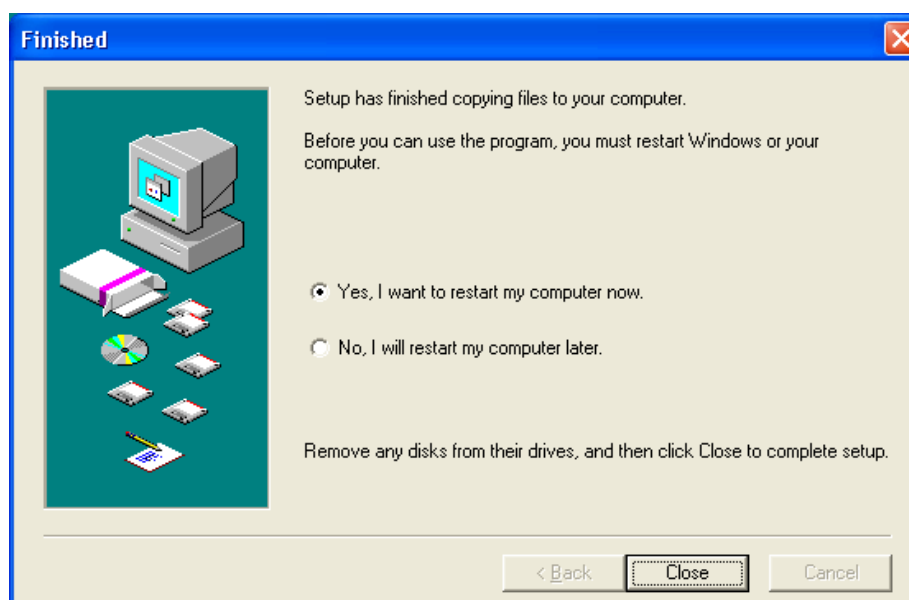 Finished
Setup has finished copying files to your computer.
Before you can use the program, you must restart Windows or your
computer.
Yes, I want to restart my computer now.
No, I will restart my computer later.
Remove any disks from their drives, and then click Close to complete setup.
< Back
Close
Cancel